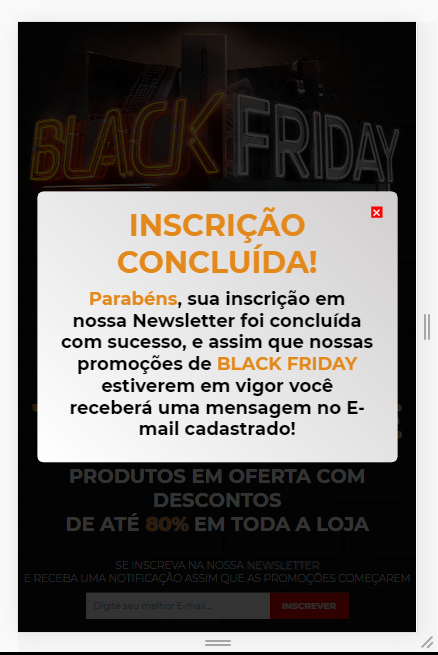 BLACK FRIDAY
INSCRIÇÃO
CONCLUÍDA!
Parabéns, sua inscrição em
nossa Newsletter foi concluída
com sucesso, e assim que nossas
promoções de BLACK FRIDAY
estiverem em vigor você
receberá uma mensagem no E-
mail cadastrado!
PRODUTOS EM OFERTA COM
DESCONTOS
DE ATÉ 80% EM TODA A LOJA
SE INSCREVA NA NOSSA NEWSLETTER
E RECEBA UMA NOTIFICAÇÃO ASSIM QUE AS PROMOÇÕES COMEÇAREM
Digite seu melhor E-mail...
INSCREVER